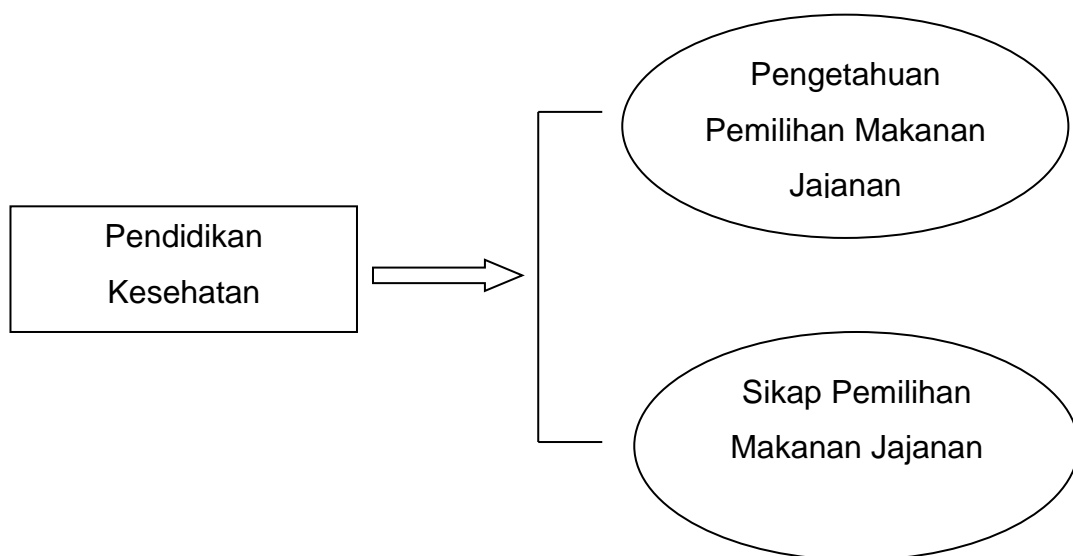 Pengetahuan
Pemilihan Makanan
Jajanan
Pendidikan
Kesehatan
Sikap Pemilihan
Makanan Jajanan